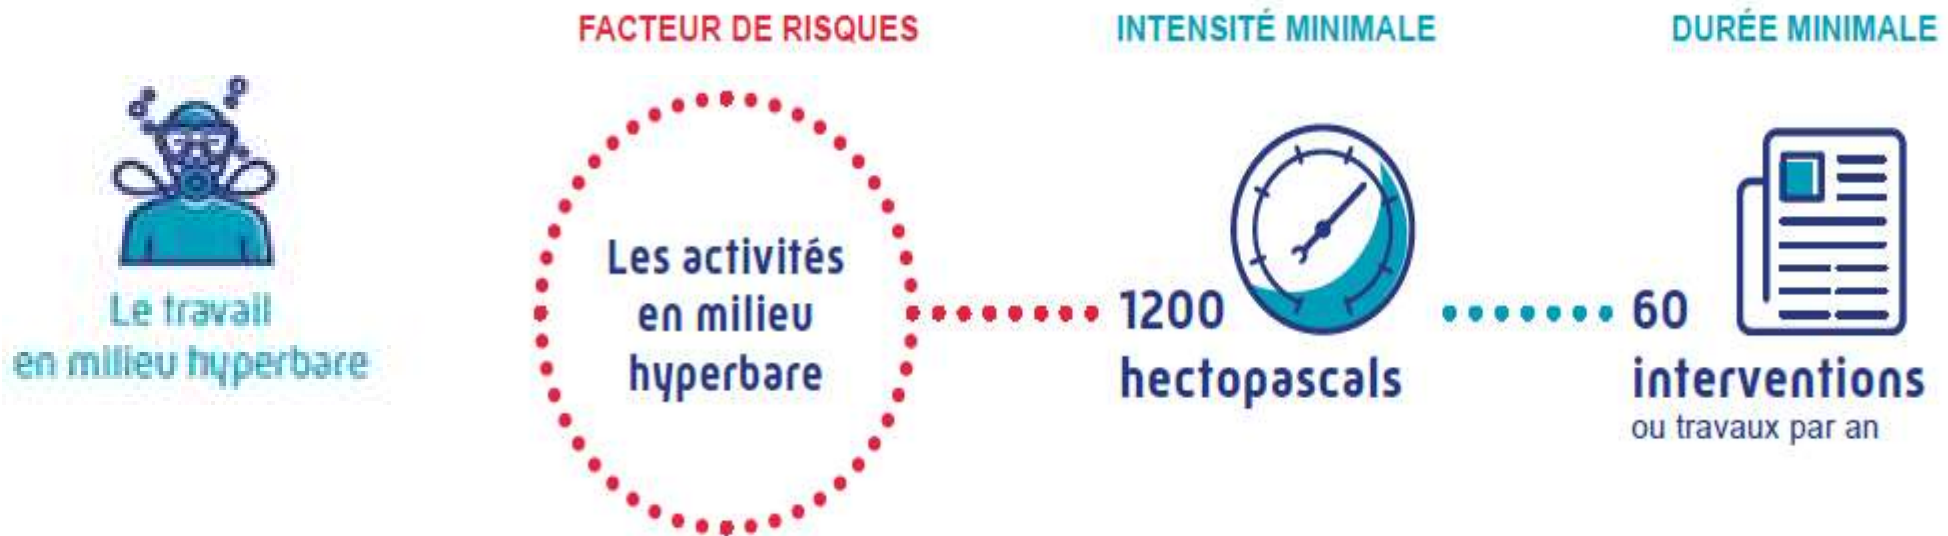 FACTEUR DE RISQUES
INTENSITÉ MINIMALE
DURÉE MINIMALE
Le travail
en milieu hyperbare
Les activités
en milieu
hyperbare
1200
hectopascals
60
interventions
ou travaux par an